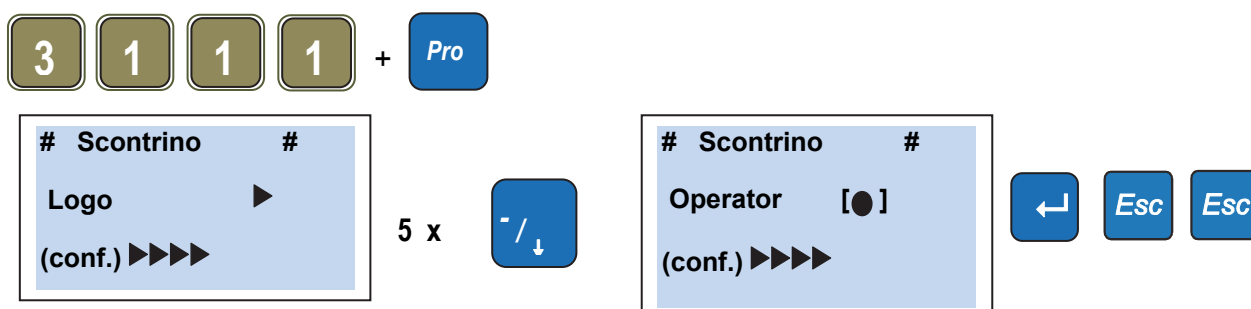 3 1 1 1 + Pro
# Scontrino #
Logo ▶
(conf.) ▶▶▶▶
5 x
-/↓
# Scontrino #
Operator [●]
(conf.) ▶▶▶▶
↵ Esc Esc